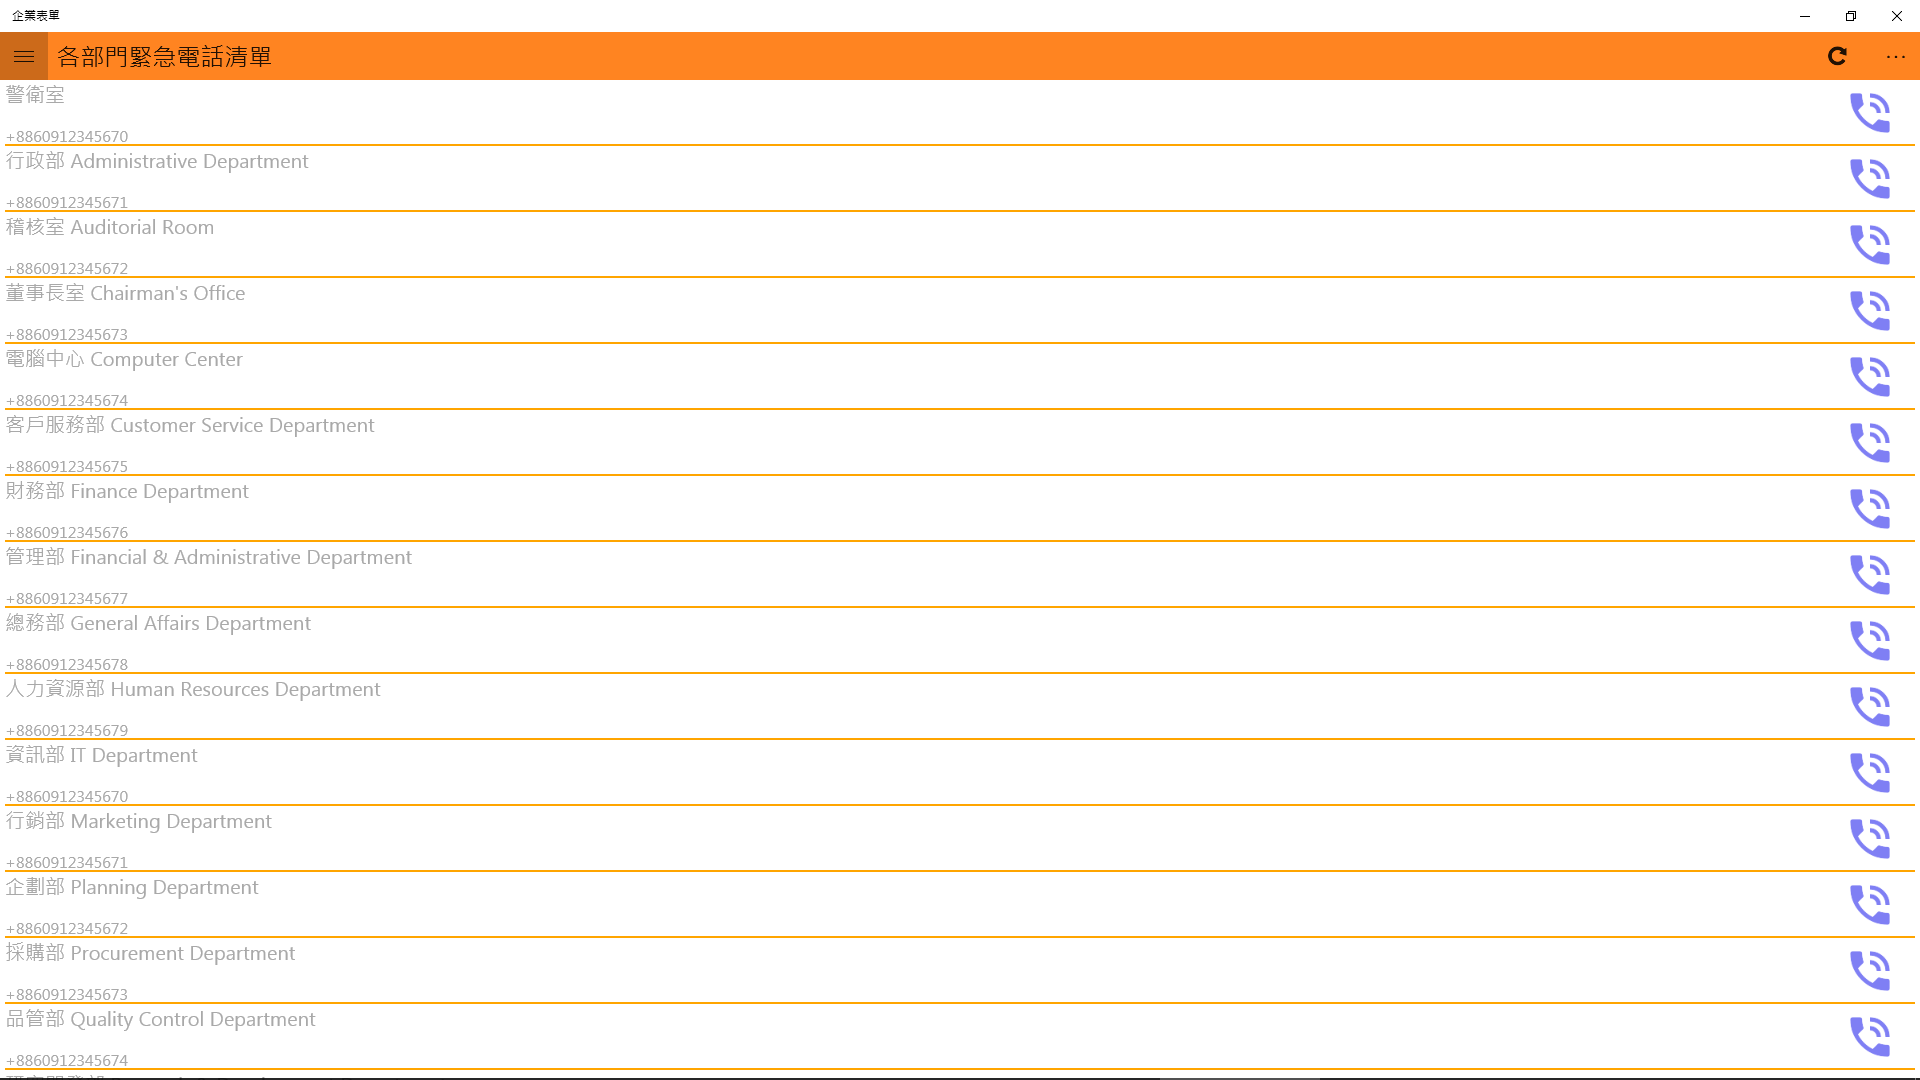 企業表單
各部門緊急電話清單
警衛室
+8860912345670
行政部 Administrative Department
+8860912345671
稽核室 Auditorial Room
+8860912345672
董事長室 Chairman's Office
+8860912345673
電腦中心 Computer Center
+8860912345674
客戶服務部 Customer Service Department
+8860912345675
財務部 Finance Department
+8860912345676
管理部 Financial & Administrative Department
+8860912345677
總務部 General Affairs Department
+8860912345678
人力資源部 Human Resources Department
+8860912345679
資訊部 IT Department
+8860912345670
行銷部 Marketing Department
+8860912345671
企劃部 Planning Department
+8860912345672
採購部 Procurement Department
+8860912345673
品管部 Quality Control Department
+8860912345674